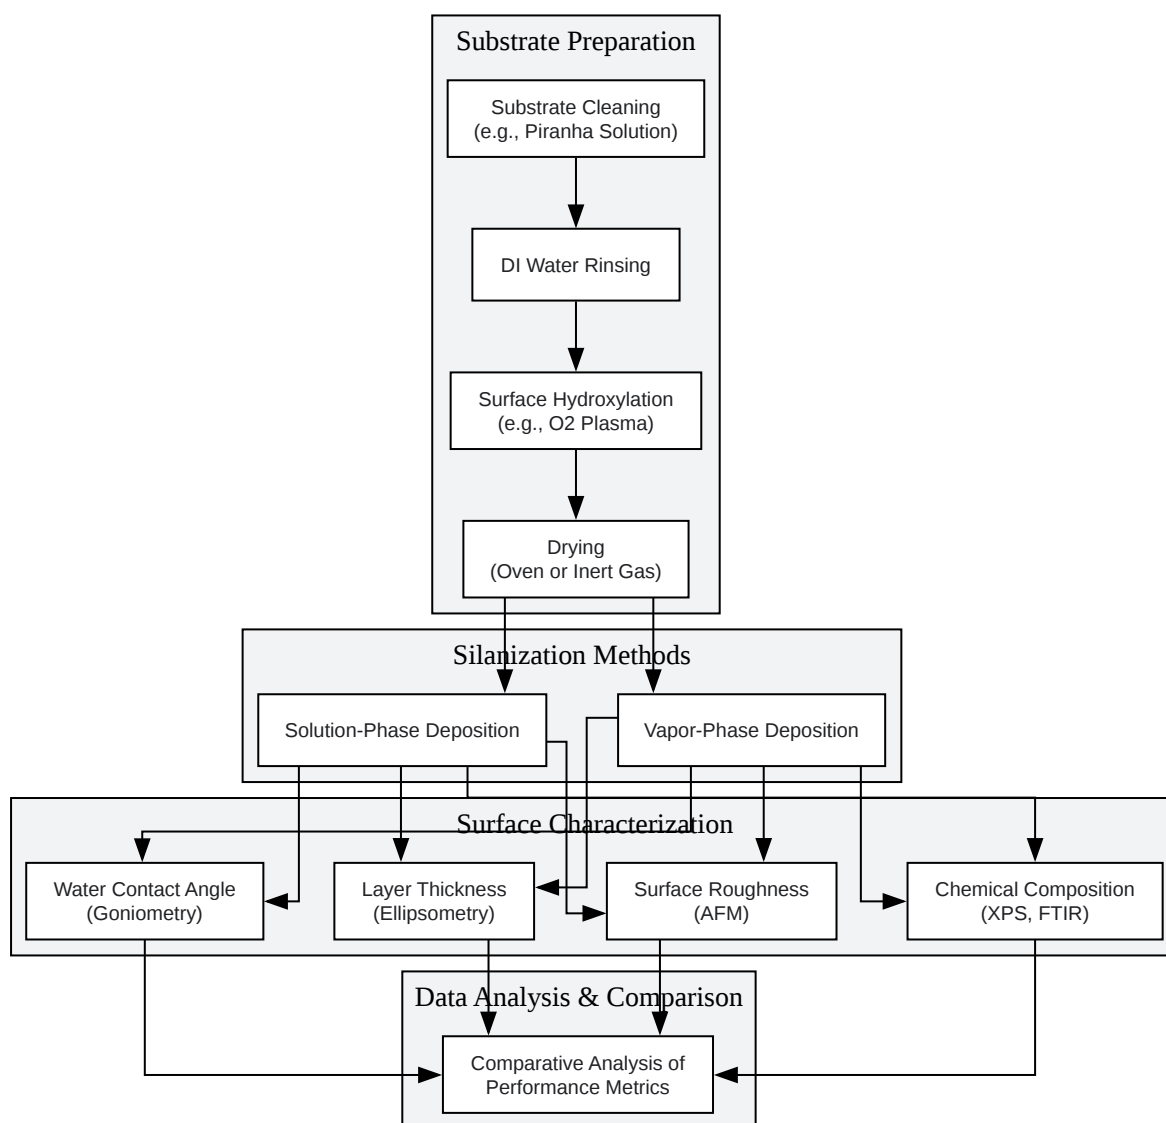 Substrate Preparation
Substrate Cleaning
(e.g., Piranha Solution)
DI Water Rinsing
Surface Hydroxylation
(e.g., O2 Plasma)
Drying
(Oven or Inert Gas)
Silanization Methods
Solution-Phase Deposition
Vapor-Phase Deposition
Surface Characterization
Water Contact Angle
(Goniometry)
Layer Thickness
(Ellipsometry)
Surface Roughness
(AFM)
Chemical Composition
(XPS, FTIR)
Data Analysis & Comparison
Comparative Analysis of
Performance Metrics